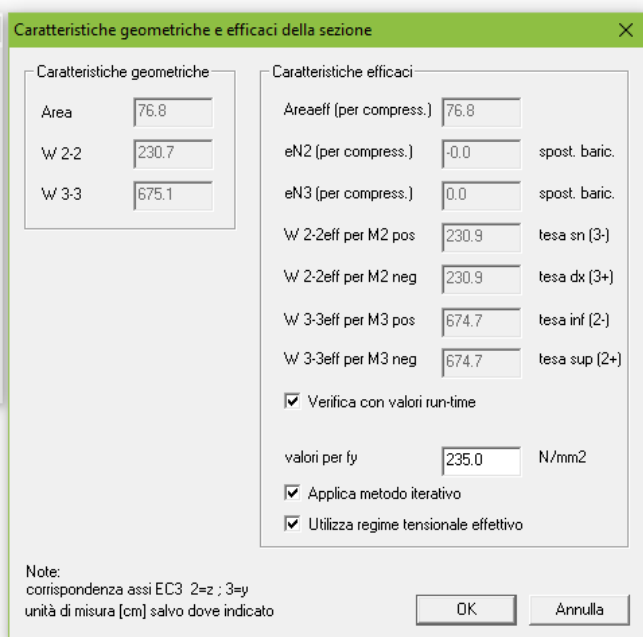 Caratteristiche geometriche e efficaci della sezione
Caratteristiche geometriche
Area 76.8
W 2-2 230.7
W 3-3 675.1
Caratteristiche efficaci
Areaeff (per compress.) 76.8
eN2 (per compress.) -0.0 spost. baric.
eN3 (per compress.) 0.0 spost. baric.
W 2-2eff per M2 pos 230.9 tesa sn (3-)
W 2-2eff per M2 neg 230.9 tesa dx (3+)
W 3-3eff per M3 pos 674.7 tesa inf (2-)
W 3-3eff per M3 neg 674.7 tesa sup (2+)
Verifica con valori run-time
valori per fy 235.0 N/mm2
Applica metodo iterativo
Utilizza regime tensionale effettivo
Note:
corrispondenza assi EC3 2=z ; 3=y
unità di misura [cm] salvo dove indicato
OK Annulla